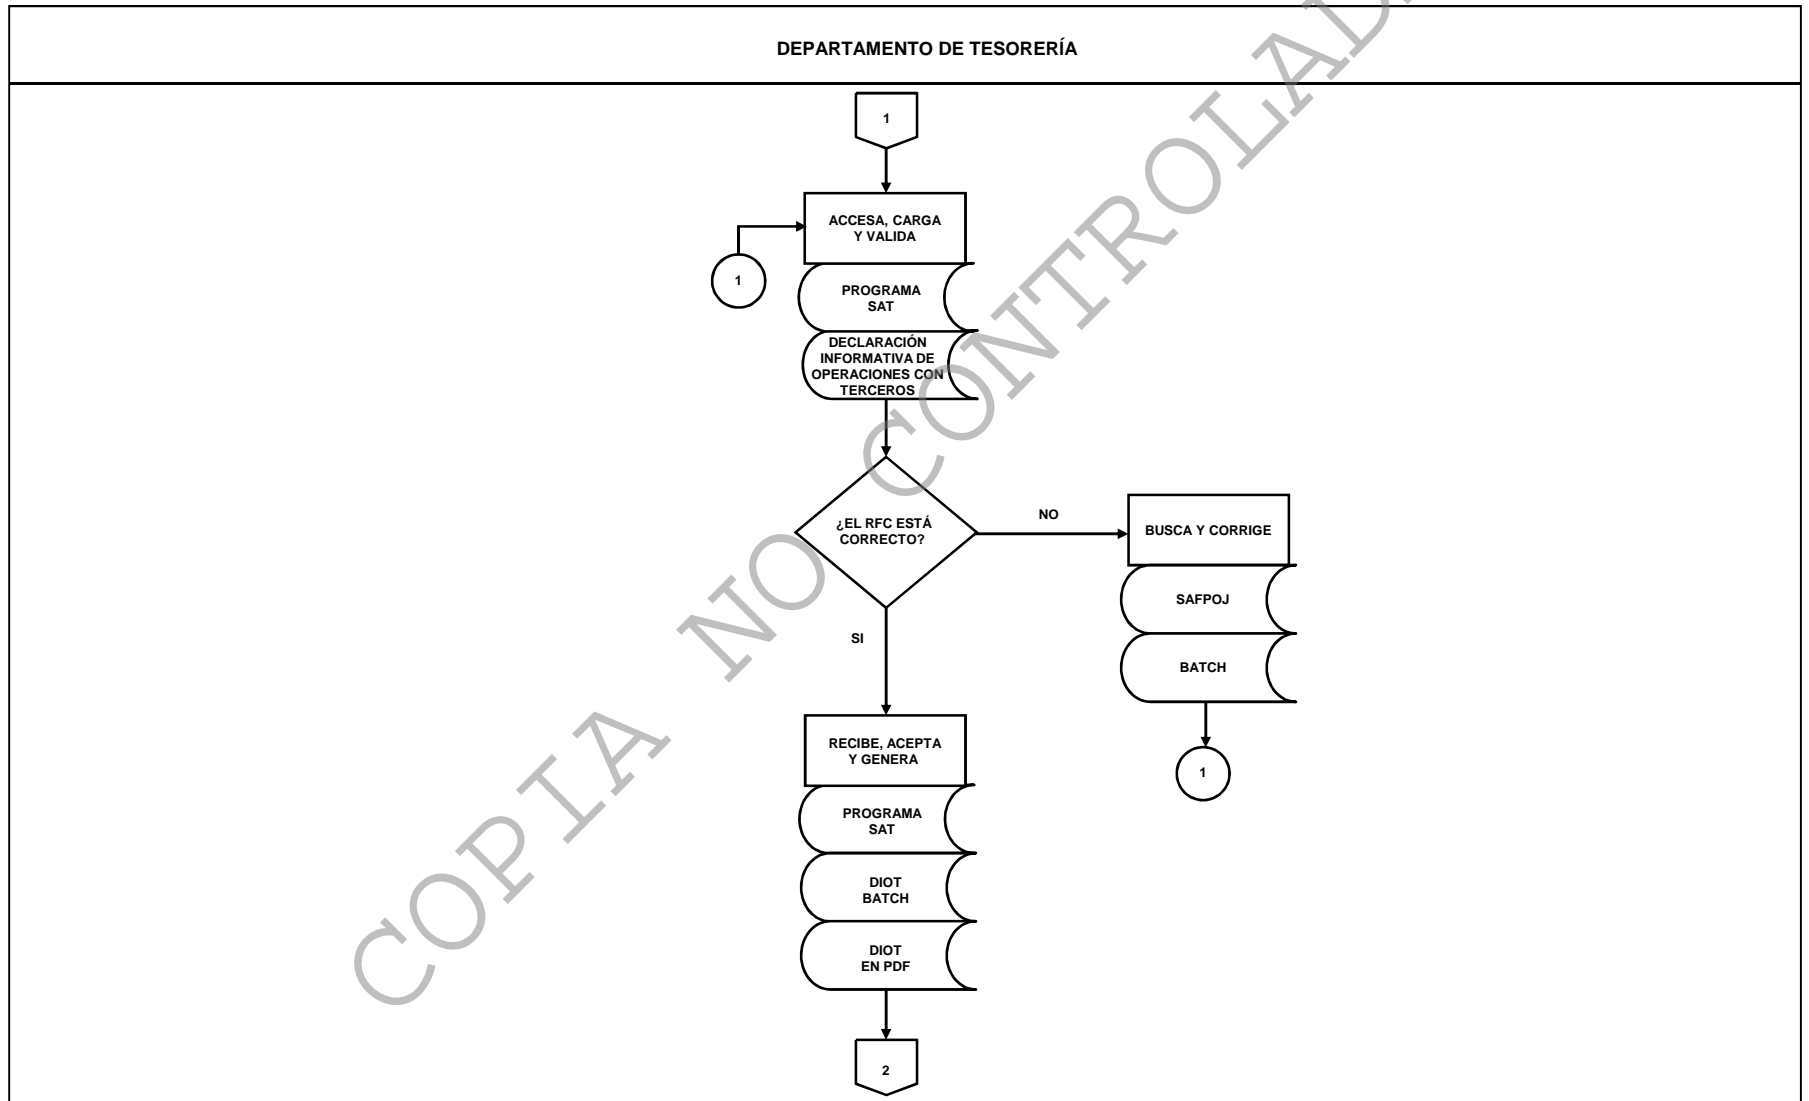 DEPARTAMENTO DE TESORERÍA
1
ACCESA, CARGA
Y VALIDA
1
PROGRAMA
SAT
DECLARACIÓN
INFORMATIVA DE
OPERACIONES CON
TERCEROS
¿EL RFC ESTÁ
CORRECTO?
NO
BUSCA Y CORRIGE
SAFPOJ
BATCH
1
SI
RECIBE, ACEPTA
Y GENERA
PROGRAMA
SAT
DIOT
BATCH
DIOT
EN PDF
2
COPIA NO CONTROLAD